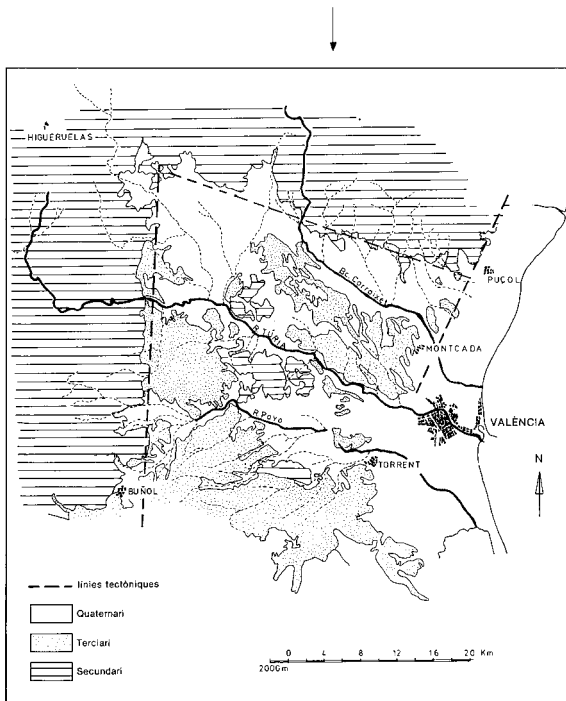 HIGUERUELAS
PUÇOL
Bc Carraixet
MONTCADA
R. TÚRIA
VALÈNCIA
R. Poyo
N
TORRENT
BUÑOL
línies tectòniques
Quaternari
Terciari
Secundari
0 4 8 12 16 20 Km
2000m